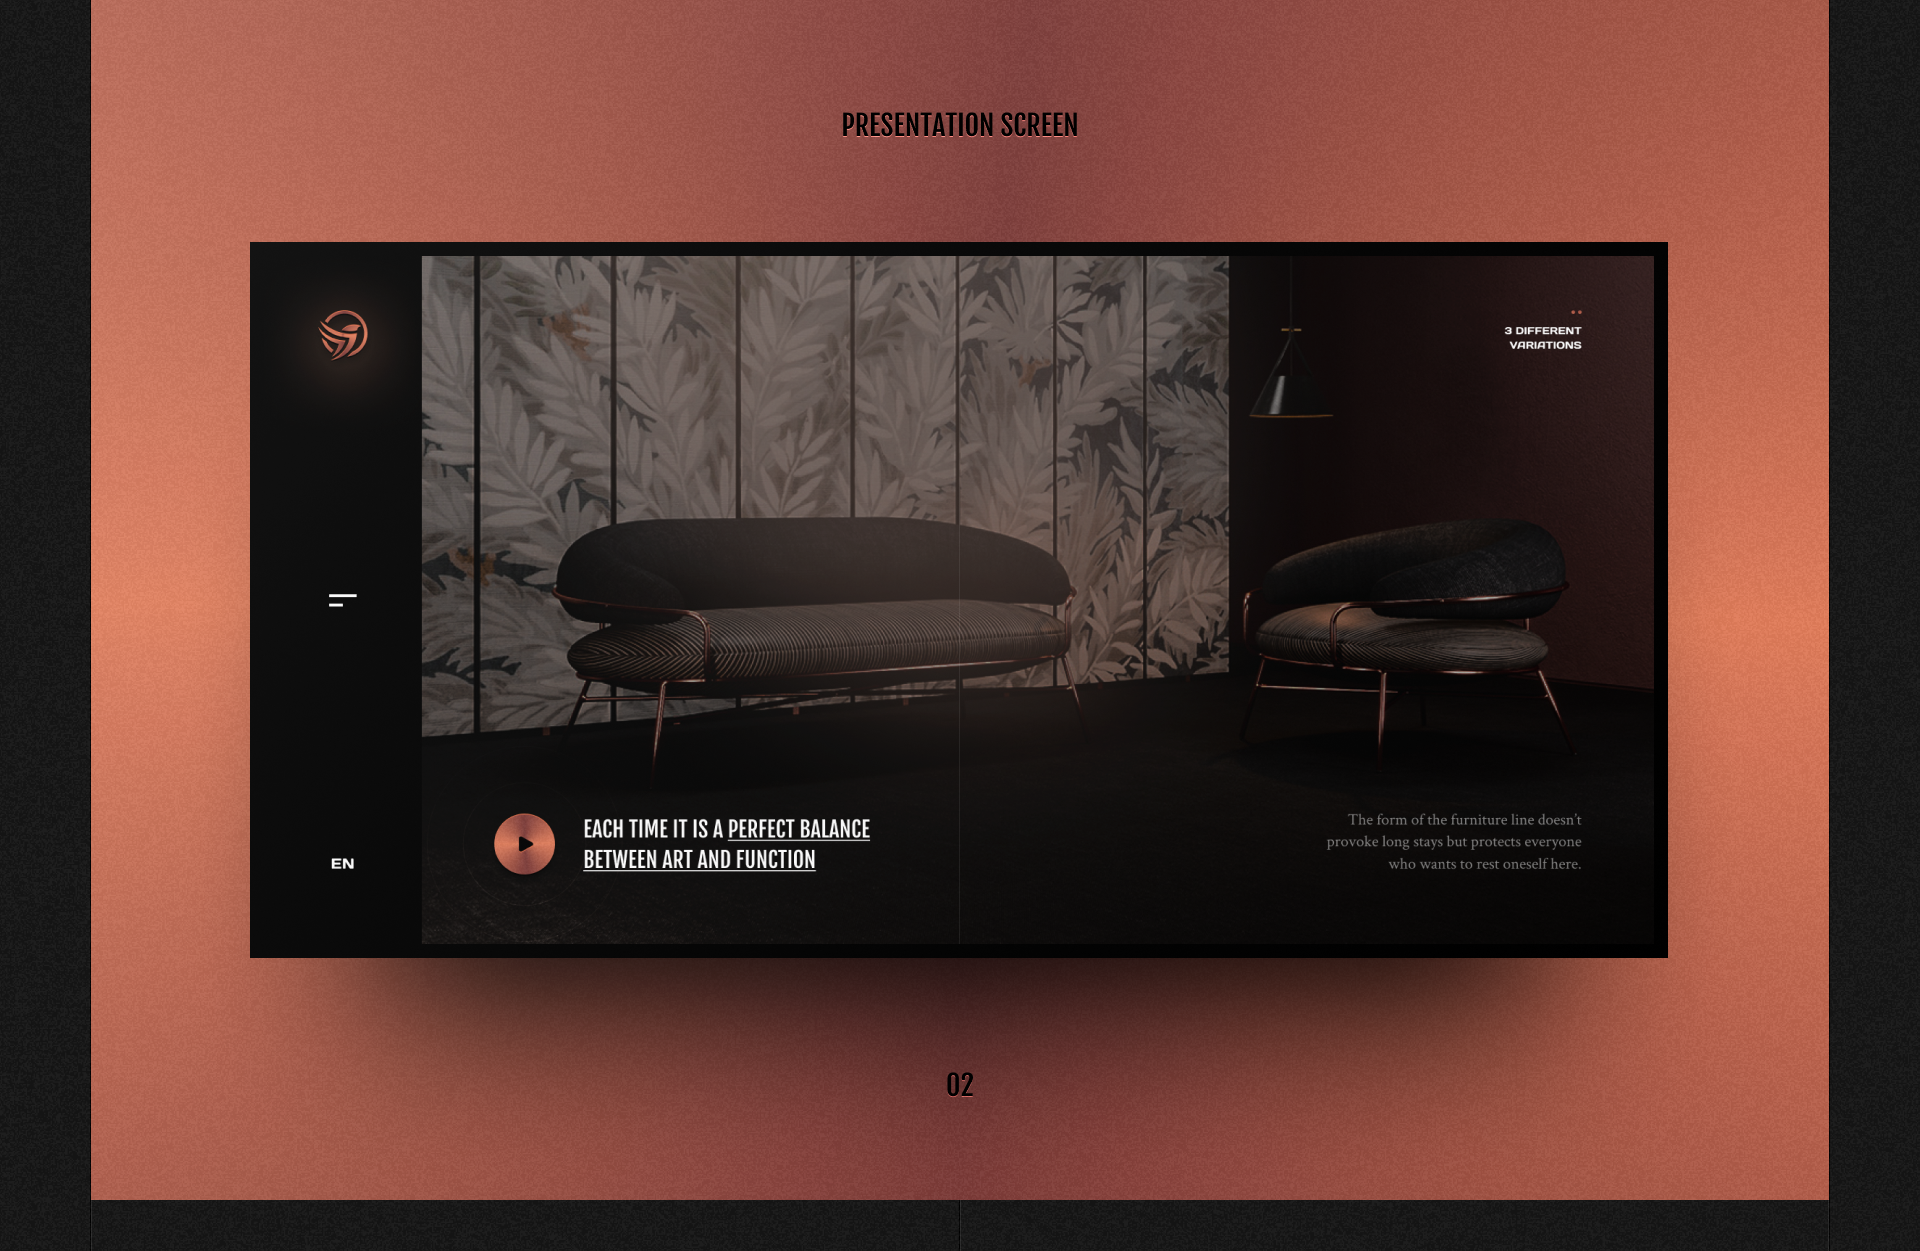 PRESENTATION SCREEN
3 DIFFERENT
VARIATIONS
EACH TIME IT IS A PERFECT BALANCE
BETWEEN ART AND FUNCTION
EN
The form of the furniture line doesn't
provoke long stays but protects everyone
who wants to rest oneself here.
02